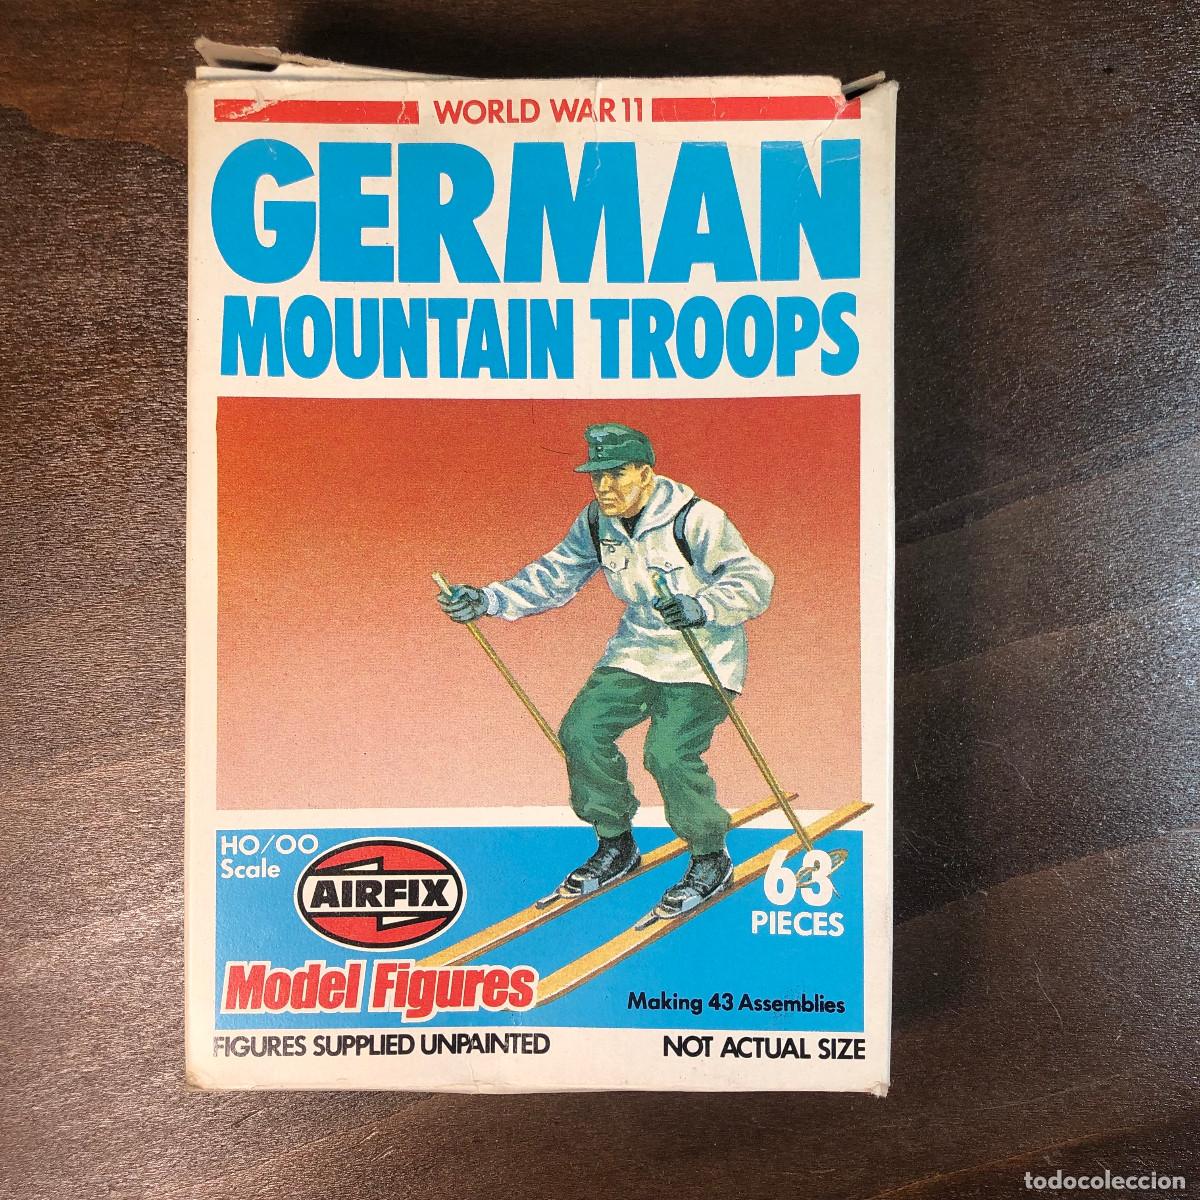 WORLD WAR 11
GERMAN
MOUNTAIN TROOPS
HO/OO
Scale
AIRFIX
63
PIECES
Model Figures
Making 43 Assemblies
FIGURES SUPPLIED UNPAINTED
NOT ACTUAL SIZE
todocoleccion